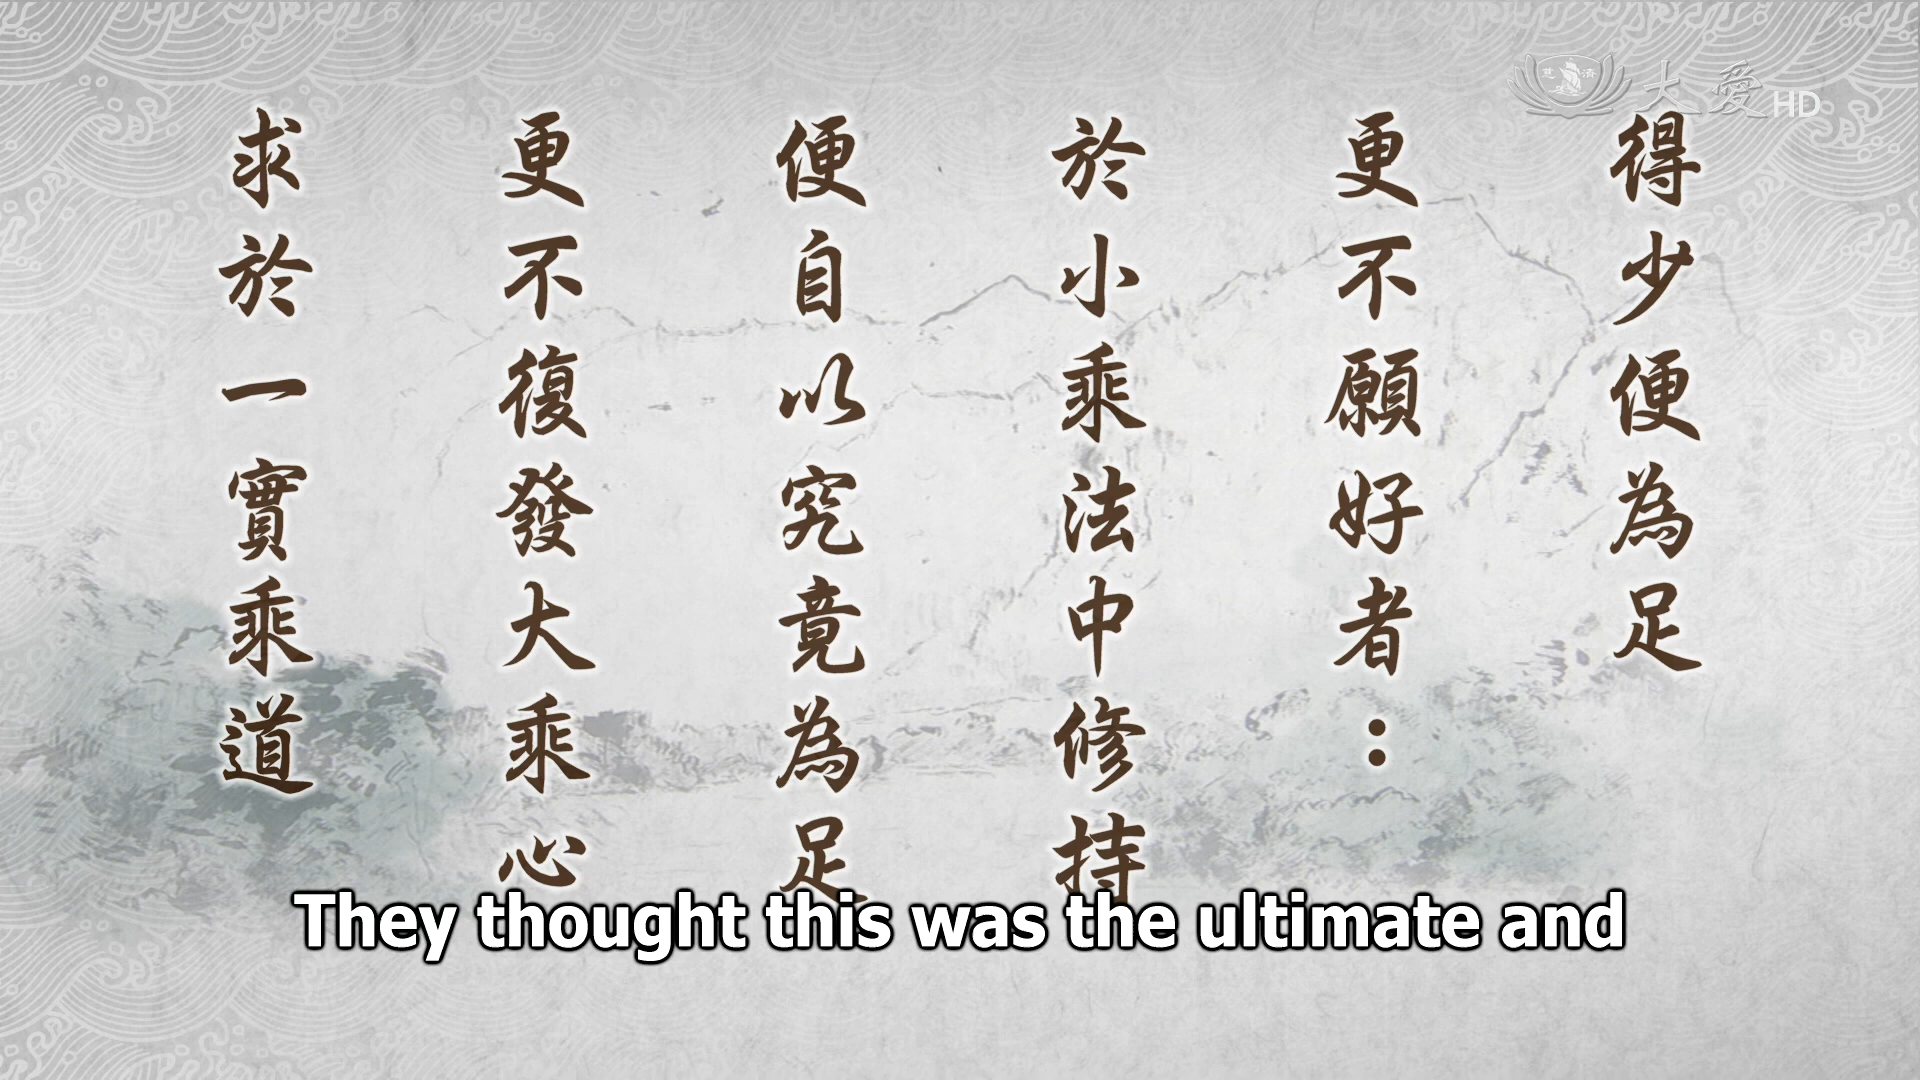 得少便為足
更不願好者：
於小乘法中修持
便自以究竟為足
更不復發大乘心
求於一實乘道
They thought this was the ultimate and
慈濟
大愛HD